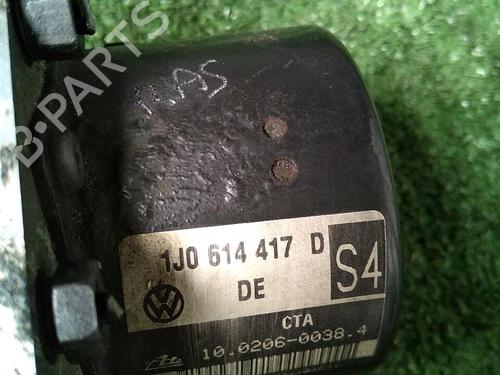 B-PARTS
1J0 614 417 D
S4
DE
CTA
10.0206-0038.4